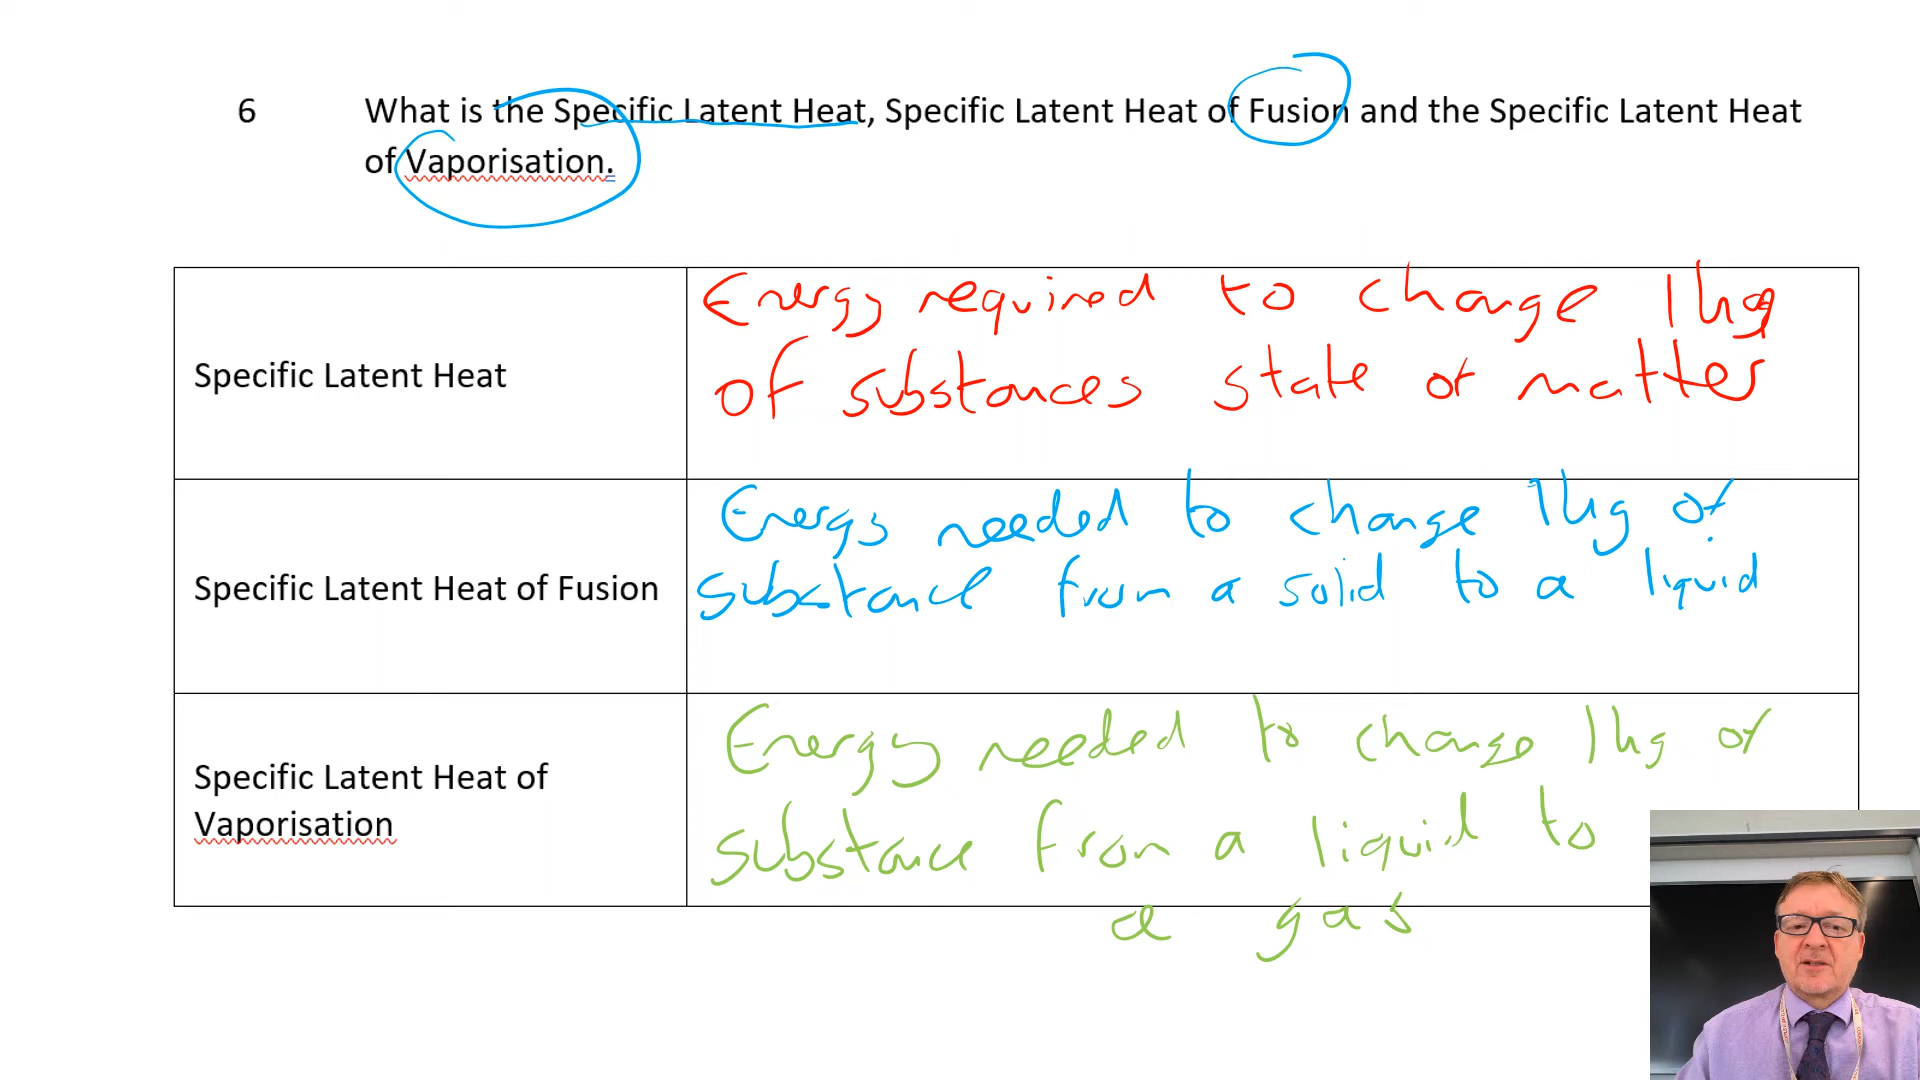 6 What is the Specific Latent Heat, Specific Latent Heat of Fusion and the Specific Latent Heat
of Vaporisation.
Specific Latent Heat
Energy required to change 1kg
of substances state of matter
Specific Latent Heat of Fusion
Energy needed to change 1kg of
substance from a solid to a liquid
Specific Latent Heat of
Vaporisation
Energy needed to change 1kg of
substance from a liquid to
a gas